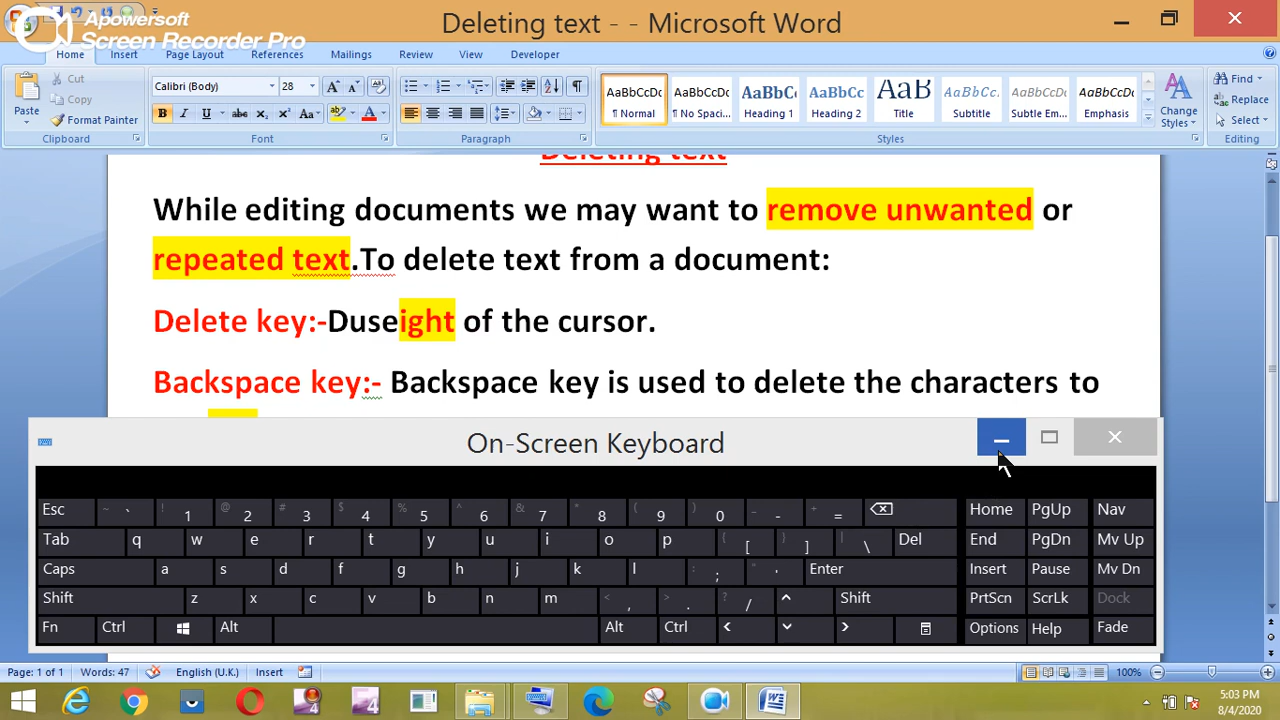 Apowersoft
Screen Recorder Pro
Deleting text - - Microsoft Word
Home Insert Page Layout References Mailings Review View Developer
Paste Cut Copy Format Painter
Calibri (Body) 28
AaBbCcDc AaBbCcDc AaBbCc AaBbCc AaB AaBbCc. AaBbCcDc AaBbCcDc
¶ Normal ¶ No Spaci... Heading 1 Heading 2 Title Subtitle Subtle Em... Emphasis
Change Styles
Find Replace Select
Clipboard Font Paragraph Styles Editing
Deleting text
While editing documents we may want to remove unwanted or
repeated text.To delete text from a document:
Delete key:-Duseight of the cursor.
Backspace key:- Backspace key is used to delete the characters to
On-Screen Keyboard
Esc ~ ` ! 1 @ 2 # 3 $ 4 % 5 ^ 6 & 7 * 8 ( 9 ) 0 _ - + = Home PgUp Nav
Tab q w e r t y u i o p { [ } ] | \ Del End PgDn Mv Up
Caps a s d f g h j k l : ; " ' Enter Insert Pause Mv Dn
Shift z x c v b n m < , > . ? / ^ Shift PrtScn ScrLk Dock
Fn Ctrl Alt Alt Ctrl Options Help Fade
Page: 1 of 1 Words: 47 English (U.K.) Insert 100%
5:03 PM
8/4/2020